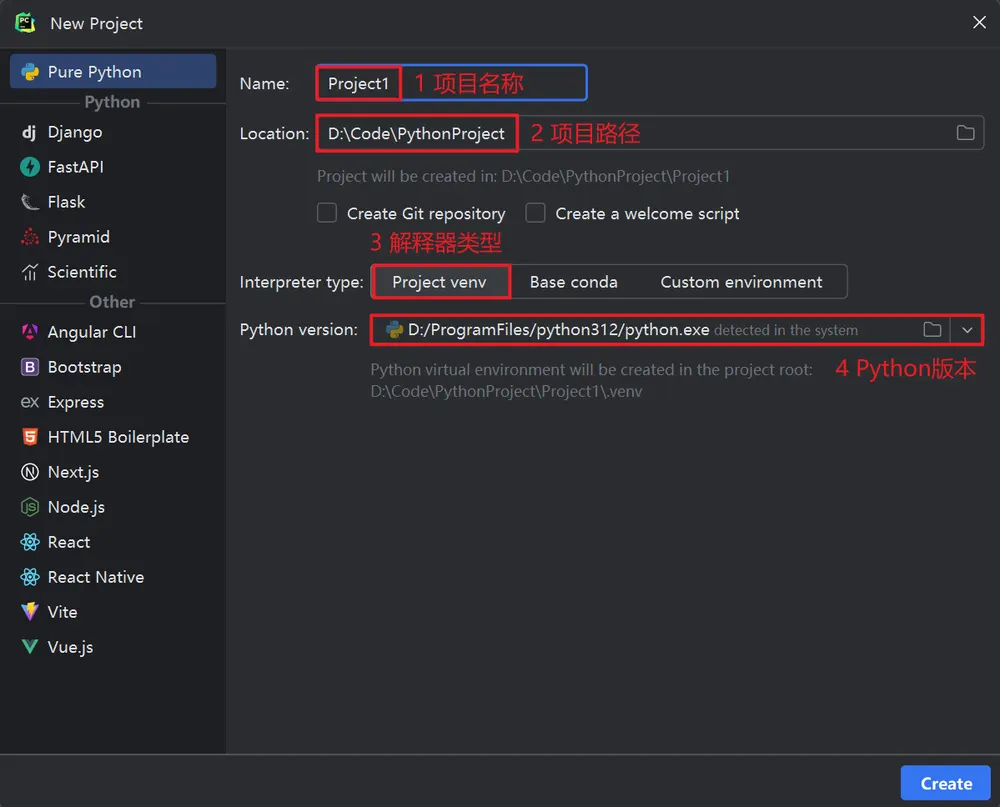 New Project
Pure Python
Python
dj Django
FastAPI
Flask
Pyramid
Scientific
Other
Angular CLI
B Bootstrap
ex Express
HTML5 Boilerplate
Next.js
Node.js
React
React Native
Vite
Vue.js
Name: Project1 1 项目名称
Location: D:\Code\PythonProject 2 项目路径
Project will be created in: D:\Code\PythonProject\Project1
Create Git repository Create a welcome script
3 解释器类型
Interpreter type: Project venv Base conda Custom environment
Python version: D:/ProgramFiles/python312/python.exe detected in the system
Python virtual environment will be created in the project root: 4 Python版本
D:\Code\PythonProject\Project1\.venv
Create